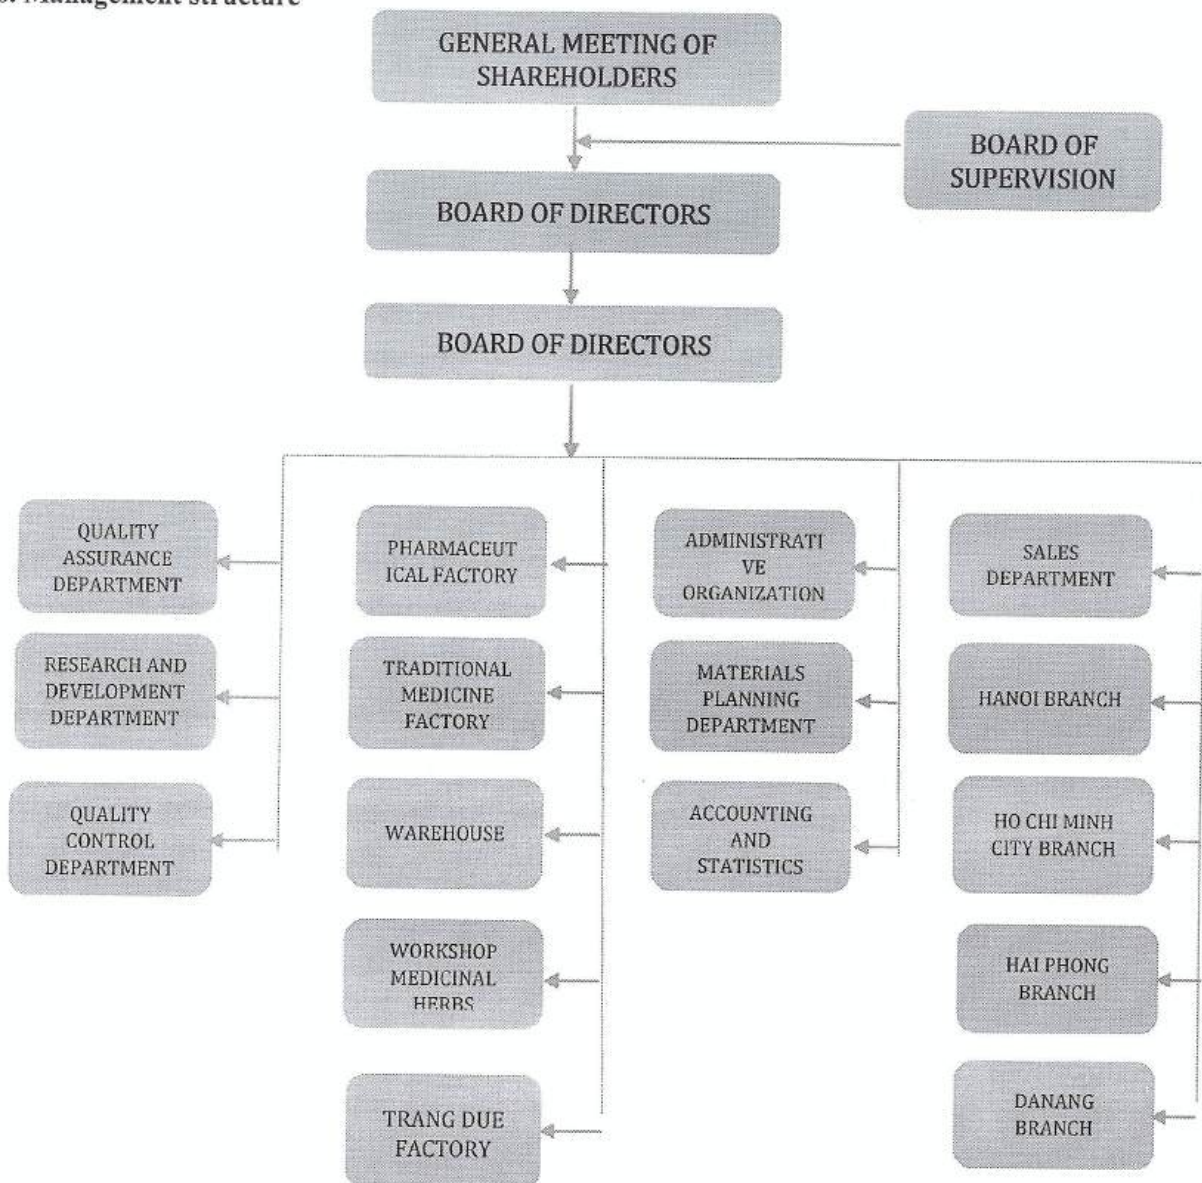 Management structure
GENERAL MEETING OF
SHAREHOLDERS
BOARD OF
SUPERVISION
BOARD OF DIRECTORS
BOARD OF DIRECTORS
QUALITY
ASSURANCE
DEPARTMENT
RESEARCH AND
DEVELOPMENT
DEPARTMENT
QUALITY
CONTROL
DEPARTMENT
PHARMACEUT
ICAL FACTORY
TRADITIONAL
MEDICINE
FACTORY
WAREHOUSE
WORKSHOP
MEDICINAL
HERBS
TRANG DUE
FACTORY
ADMINISTRATI
VE
ORGANIZATION
MATERIALS
PLANNING
DEPARTMENT
ACCOUNTING
AND
STATISTICS
SALES
DEPARTMENT
HANOI BRANCH
HO CHI MINH
CITY BRANCH
HAI PHONG
BRANCH
DANANG
BRANCH